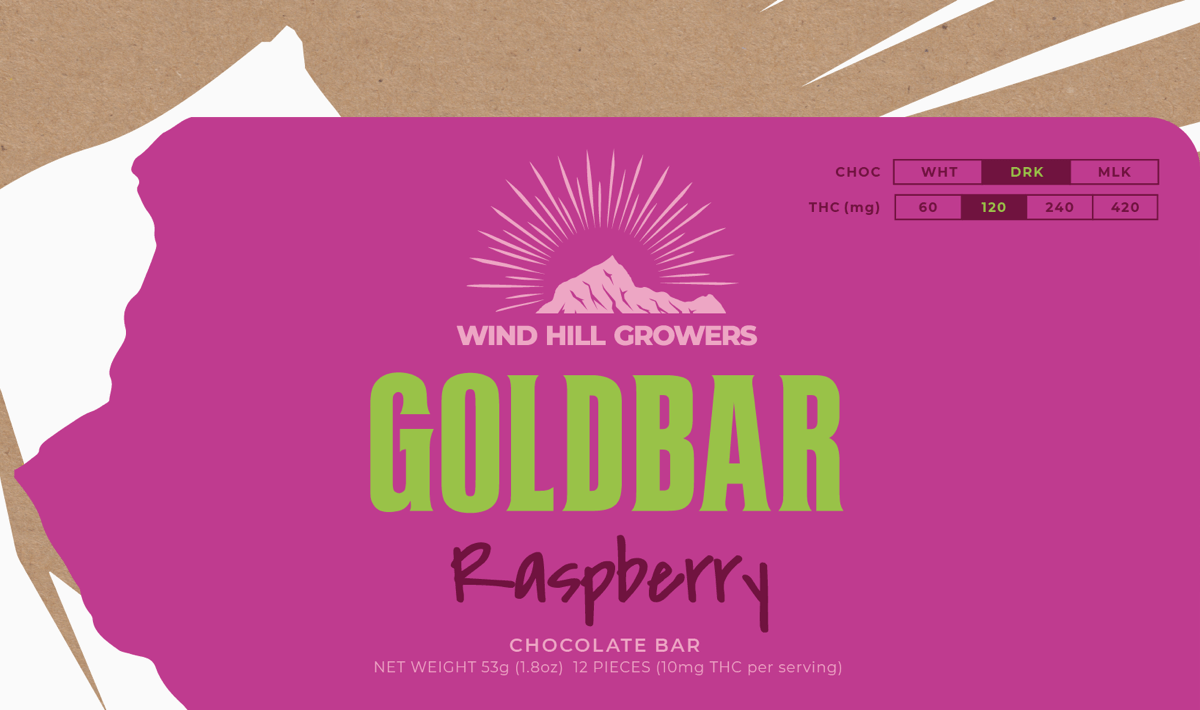 CHOC WHT DRK MLK
THC (mg) 60 120 240 420
WIND HILL GROWERS
GOLDBAR
Raspberry
CHOCOLATE BAR
NET WEIGHT 53g (1.8oz) 12 PIECES (10mg THC per serving)